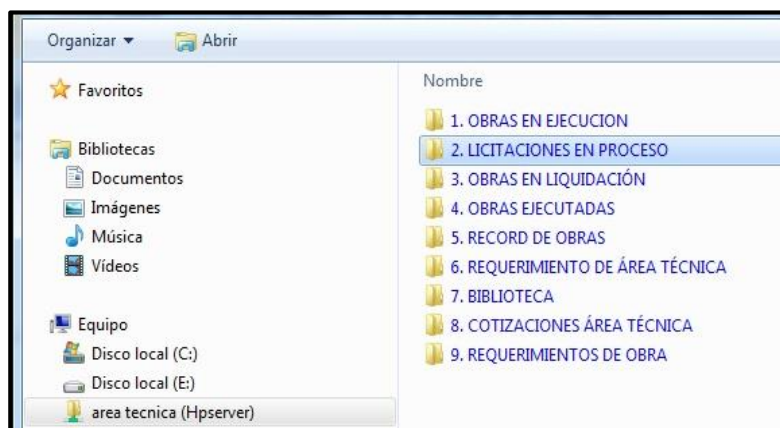 Organizar
Abrir
Favoritos
Bibliotecas
Documentos
Imágenes
Música
Vídeos
Equipo
Disco local (C:)
Disco local (E:)
area tecnica (Hpserver)
Nombre
1. OBRAS EN EJECUCION
2. LICITACIONES EN PROCESO
3. OBRAS EN LIQUIDACIÓN
4. OBRAS EJECUTADAS
5. RECORD DE OBRAS
6. REQUERIMIENTO DE ÁREA TÉCNICA
7. BIBLIOTECA
8. COTIZACIONES ÁREA TÉCNICA
9. REQUERIMIENTOS DE OBRA